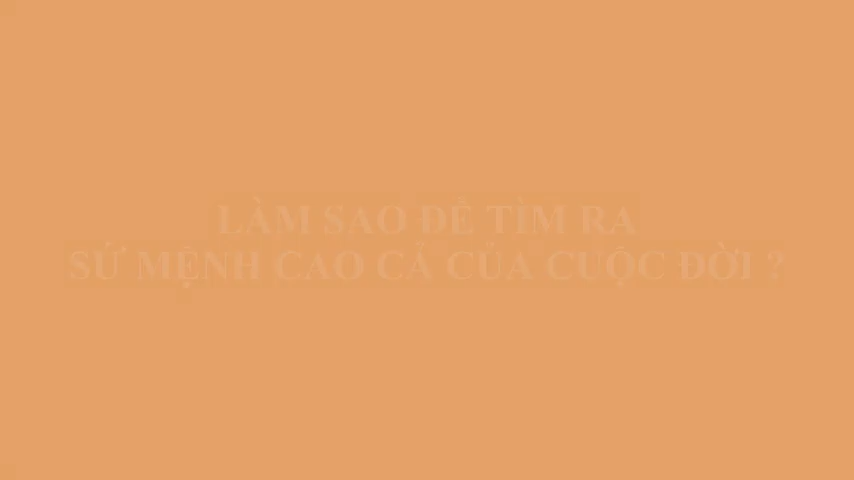 LÀM SAO ĐỂ TÌM RA
SỨ MỆNH CAO CẢ CỦA CUỘC ĐỜI ?